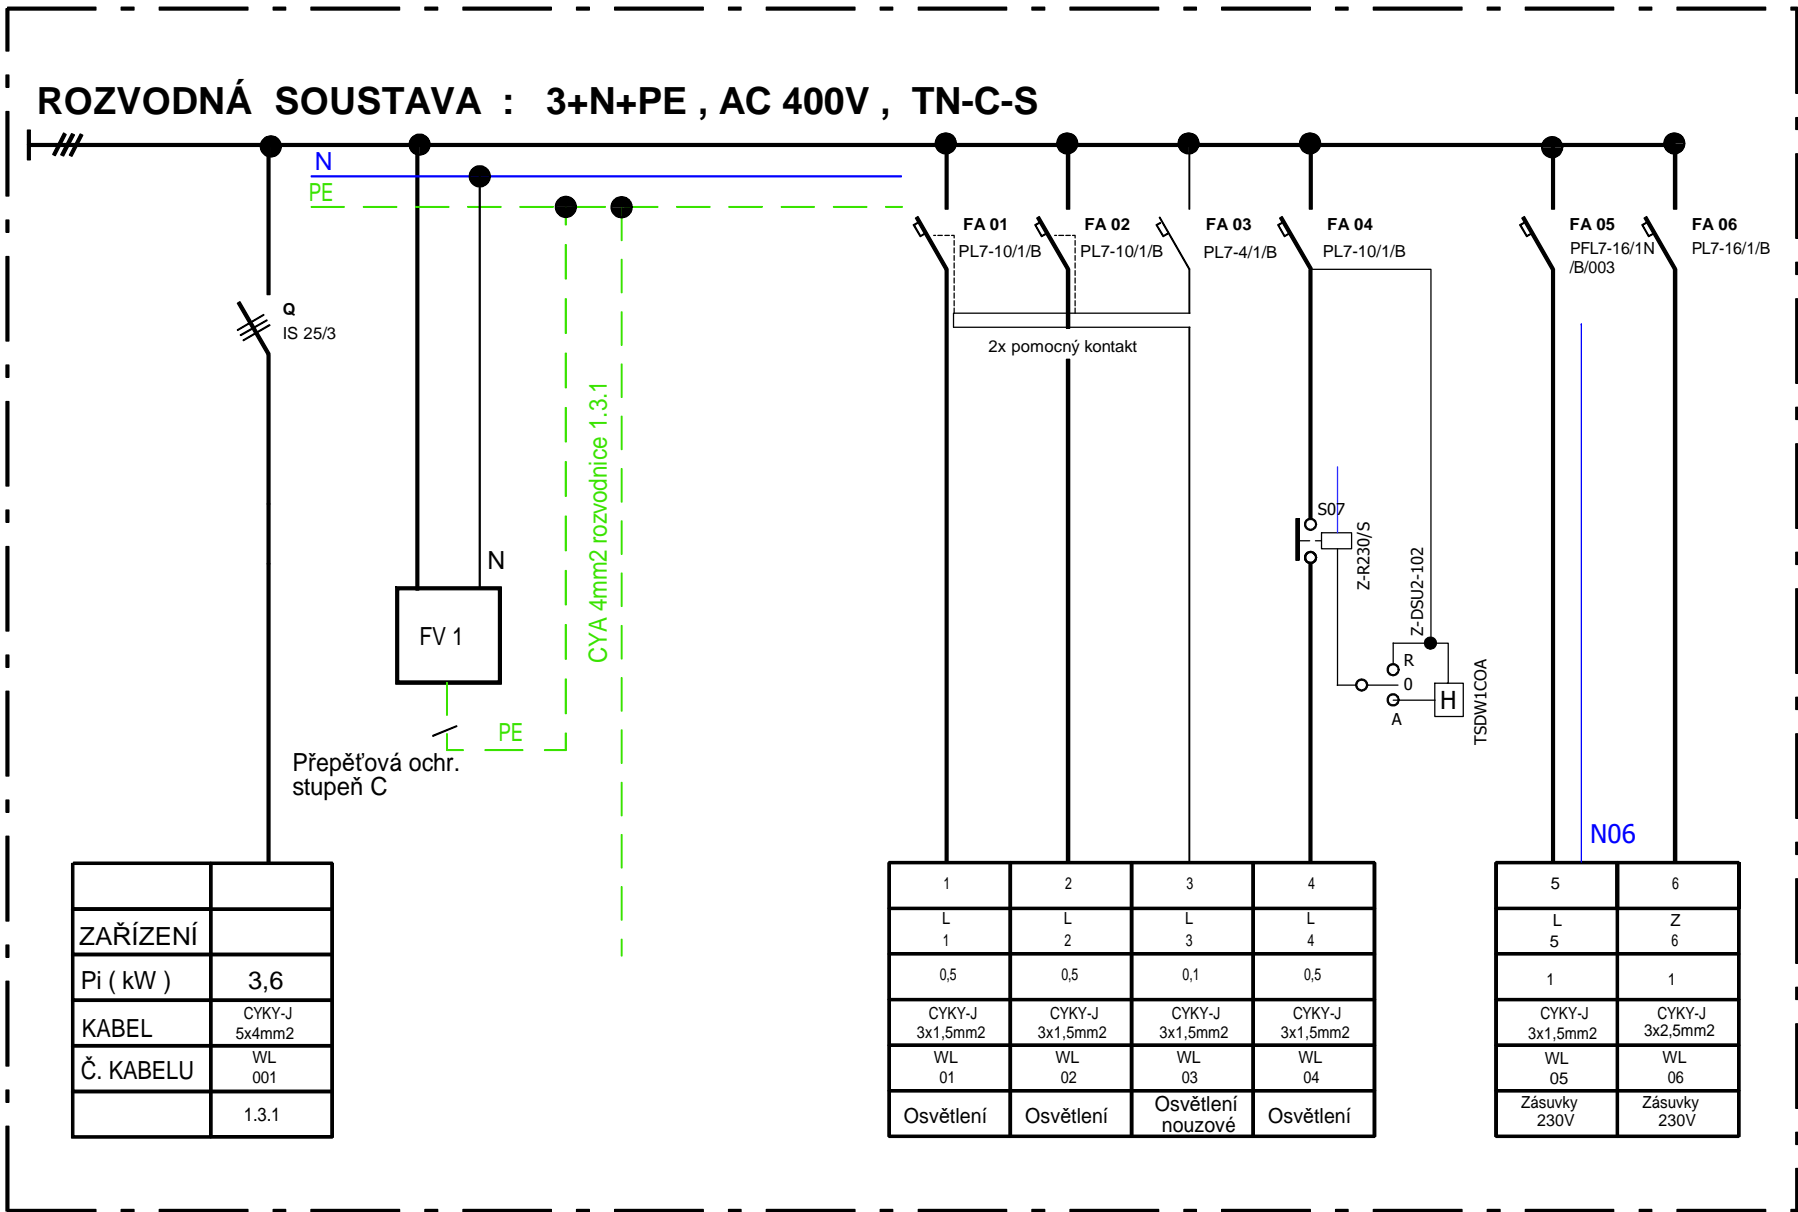 ROZVODNÁ SOUSTAVA : 3+N+PE , AC 400V , TN-C-S
N
PE
FA 01
PL7-10/1/B
FA 02
PL7-10/1/B
FA 03
PL7-4/1/B
FA 04
PL7-10/1/B
FA 05
PFL7-16/1N
/B/003
FA 06
PL7-16/1/B
Q
IS 25/3
2x pomocný kontakt
CYA 4mm2 rozvodnice 1.3.1
N
FV 1
PE
Přepěťová ochr.
stupeň C
S07
Z-R230/S
Z-DSU2-102
R
0
A
H
TSDW1COA
N06
ZAŘÍZENÍ
Pi ( kW ) 3,6
KABEL CYKY-J
5x4mm2
Č. KABELU WL
001
1.3.1
1 2 3 4
L L L L
1 2 3 4
0,5 0,5 0,1 0,5
CYKY-J CYKY-J CYKY-J CYKY-J
3x1,5mm2 3x1,5mm2 3x1,5mm2 3x1,5mm2
WL WL WL WL
01 02 03 04
Osvětlení Osvětlení Osvětlení
nouzové Osvětlení
5 6
L Z
5 6
1 1
CYKY-J CYKY-J
3x1,5mm2 3x2,5mm2
WL WL
05 06
Zásuvky Zásuvky
230V 230V